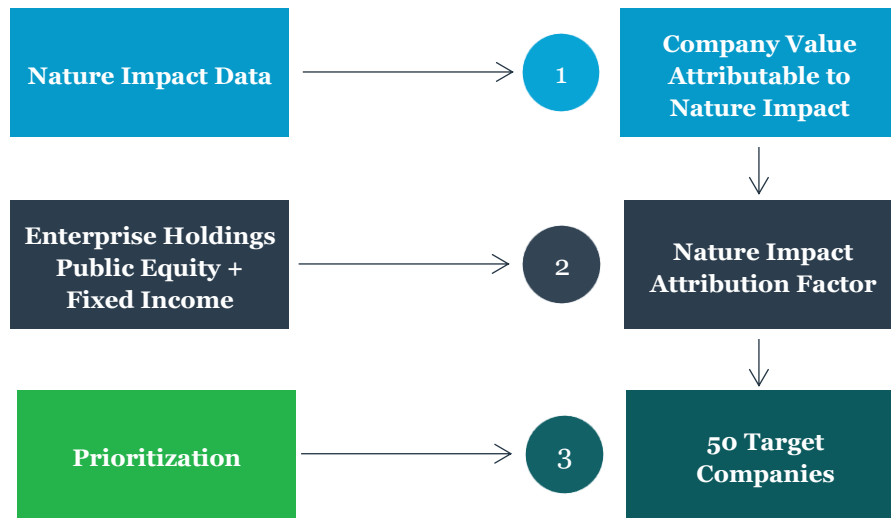 Nature Impact Data
1
Company Value
Attributable to
Nature Impact
Enterprise Holdings
Public Equity +
Fixed Income
2
Nature Impact
Attribution Factor
Prioritization
3
50 Target
Companies